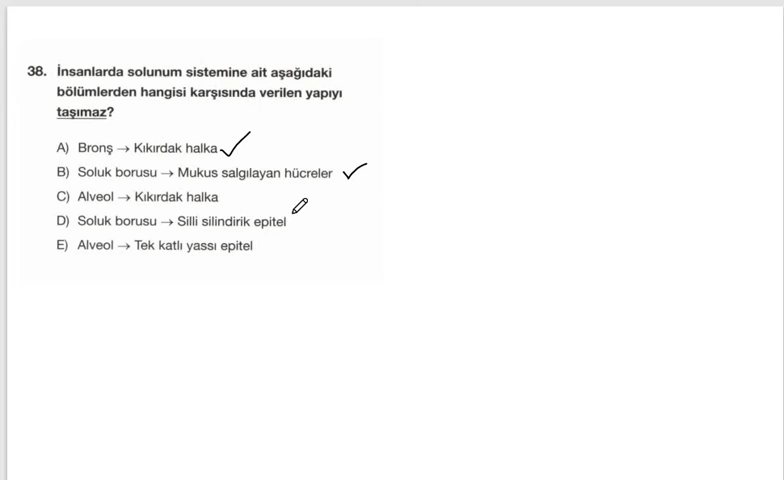 38. İnsanlarda solunum sistemine ait aşağıdaki
bölümlerden hangisi karşısında verilen yapıyı
taşımaz?
A) Bronş → Kıkırdak halka
B) Soluk borusu → Mukus salgılayan hücreler
C) Alveol → Kıkırdak halka
D) Soluk borusu → Silli silindirik epitel
E) Alveol → Tek katlı yassı epitel